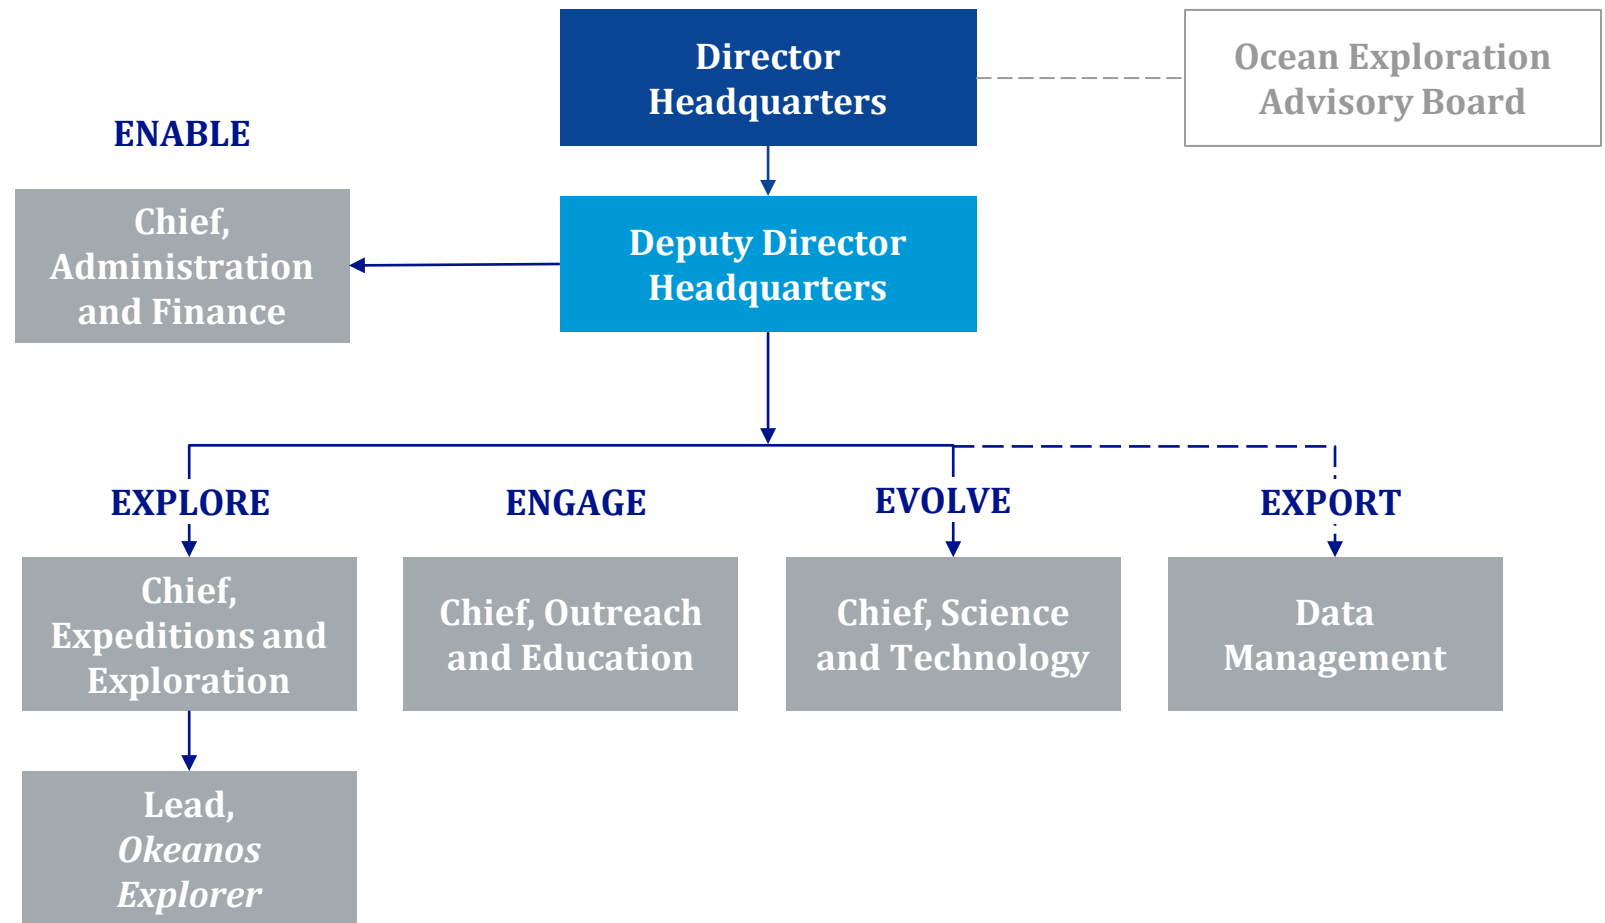 Director
Headquarters
Ocean Exploration
Advisory Board
ENABLE
Chief,
Administration
and Finance
Deputy Director
Headquarters
EXPLORE
ENGAGE
EVOLVE
EXPORT
Chief,
Expeditions and
Exploration
Chief, Outreach
and Education
Chief, Science
and Technology
Data
Management
Lead,
Okeanos
Explorer